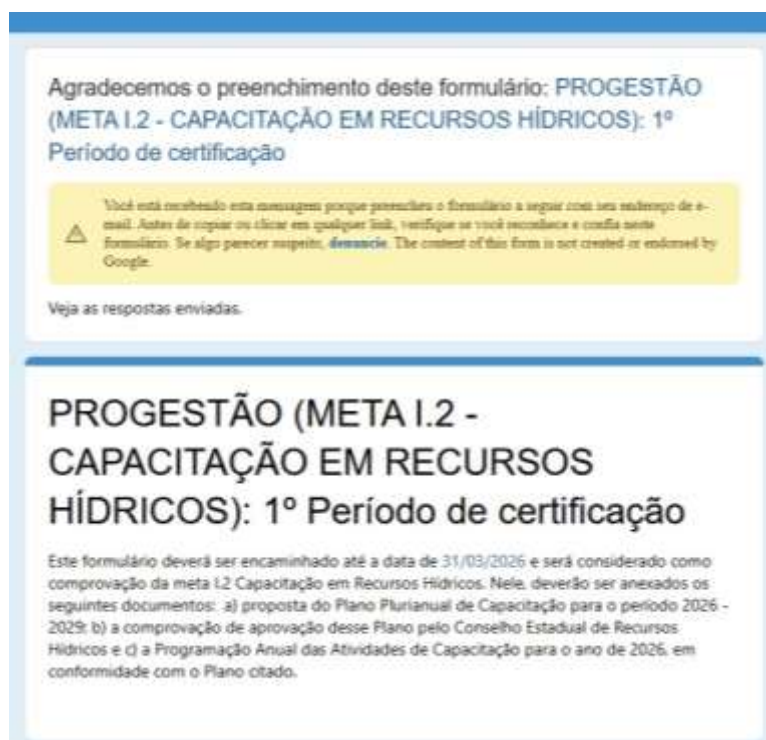 Agradecemos o preenchimento deste formulário: PROGESTÃO
(META I.2 - CAPACITAÇÃO EM RECURSOS HÍDRICOS): 1º
Período de certificação
Você está recebendo esta mensagem porque preencheu o formulário a seguir com seu endereço de e-
mail. Antes de copiar ou clicar em qualquer link, verifique se você reconhece e confia neste
formulário. Se algo parecer suspeito, denuncie. The content of this form is not created or endorsed by
Google.
Veja as respostas enviadas.
PROGESTÃO (META I.2 -
CAPACITAÇÃO EM RECURSOS
HÍDRICOS): 1º Período de certificação
Este formulário deverá ser encaminhado até a data de 31/03/2026 e será considerado como
comprovação da meta I.2 Capacitação em Recursos Hídricos. Nele, deverão ser anexados os
seguintes documentos: a) proposta do Plano Plurianual de Capacitação para o período 2026 -
2029; b) a comprovação de aprovação desse Plano pelo Conselho Estadual de Recursos
Hídricos e c) a Programação Anual das Atividades de Capacitação para o ano de 2026, em
conformidade com o Plano citado.